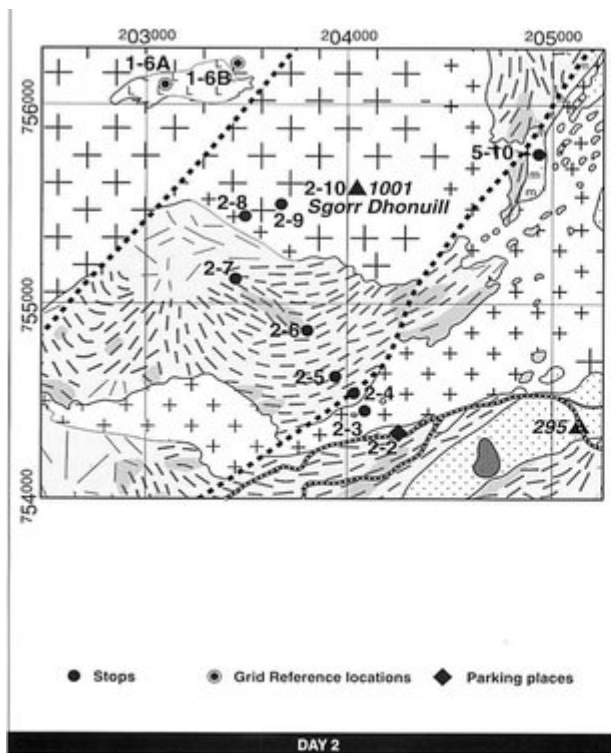 203000 204000 205000
756000
755000
754000
1-6A
1-6B
5-10
2-10 1001
Sgorr Dhonuill
2-8
2-9
2-7
2-6
2-5
2-4
2-3
2-2
295
m
m
Stops Grid Reference locations Parking places
DAY 2